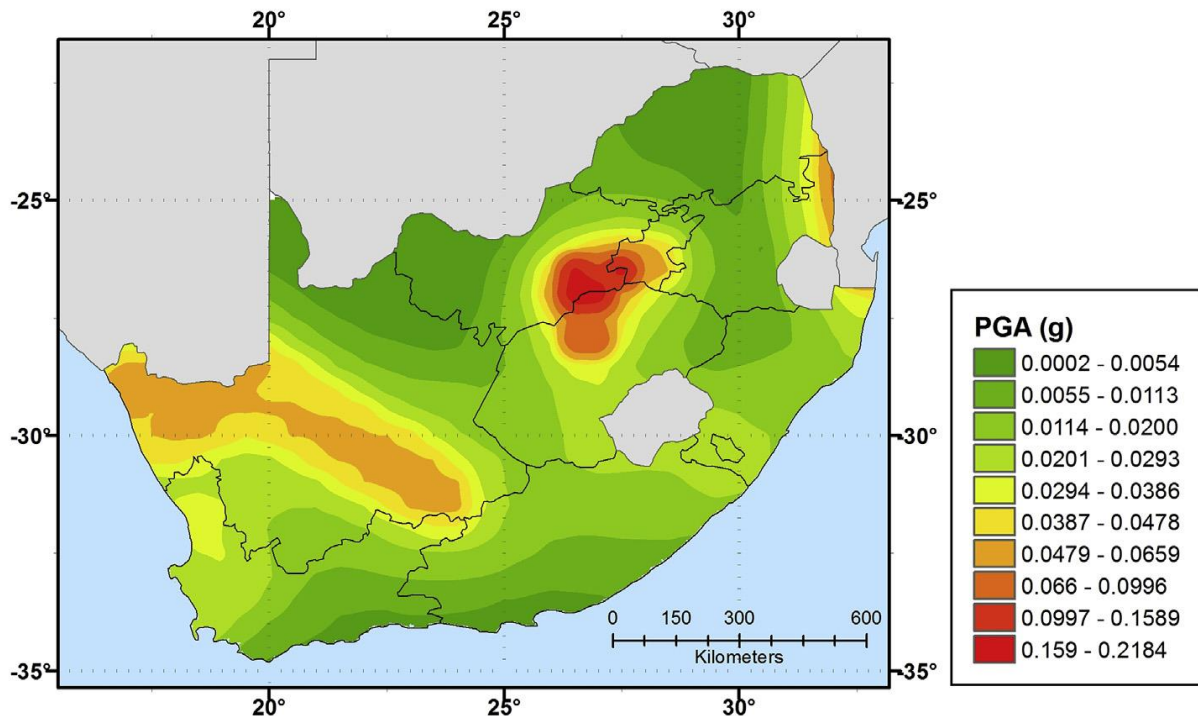 20° 25° 30°
-25° -25°
-30° -30°
0 150 300 600
Kilometers
-35° -35°
20° 25° 30°
PGA (g)
0.0002 - 0.0054
0.0055 - 0.0113
0.0114 - 0.0200
0.0201 - 0.0293
0.0294 - 0.0386
0.0387 - 0.0478
0.0479 - 0.0659
0.066 - 0.0996
0.0997 - 0.1589
0.159 - 0.2184